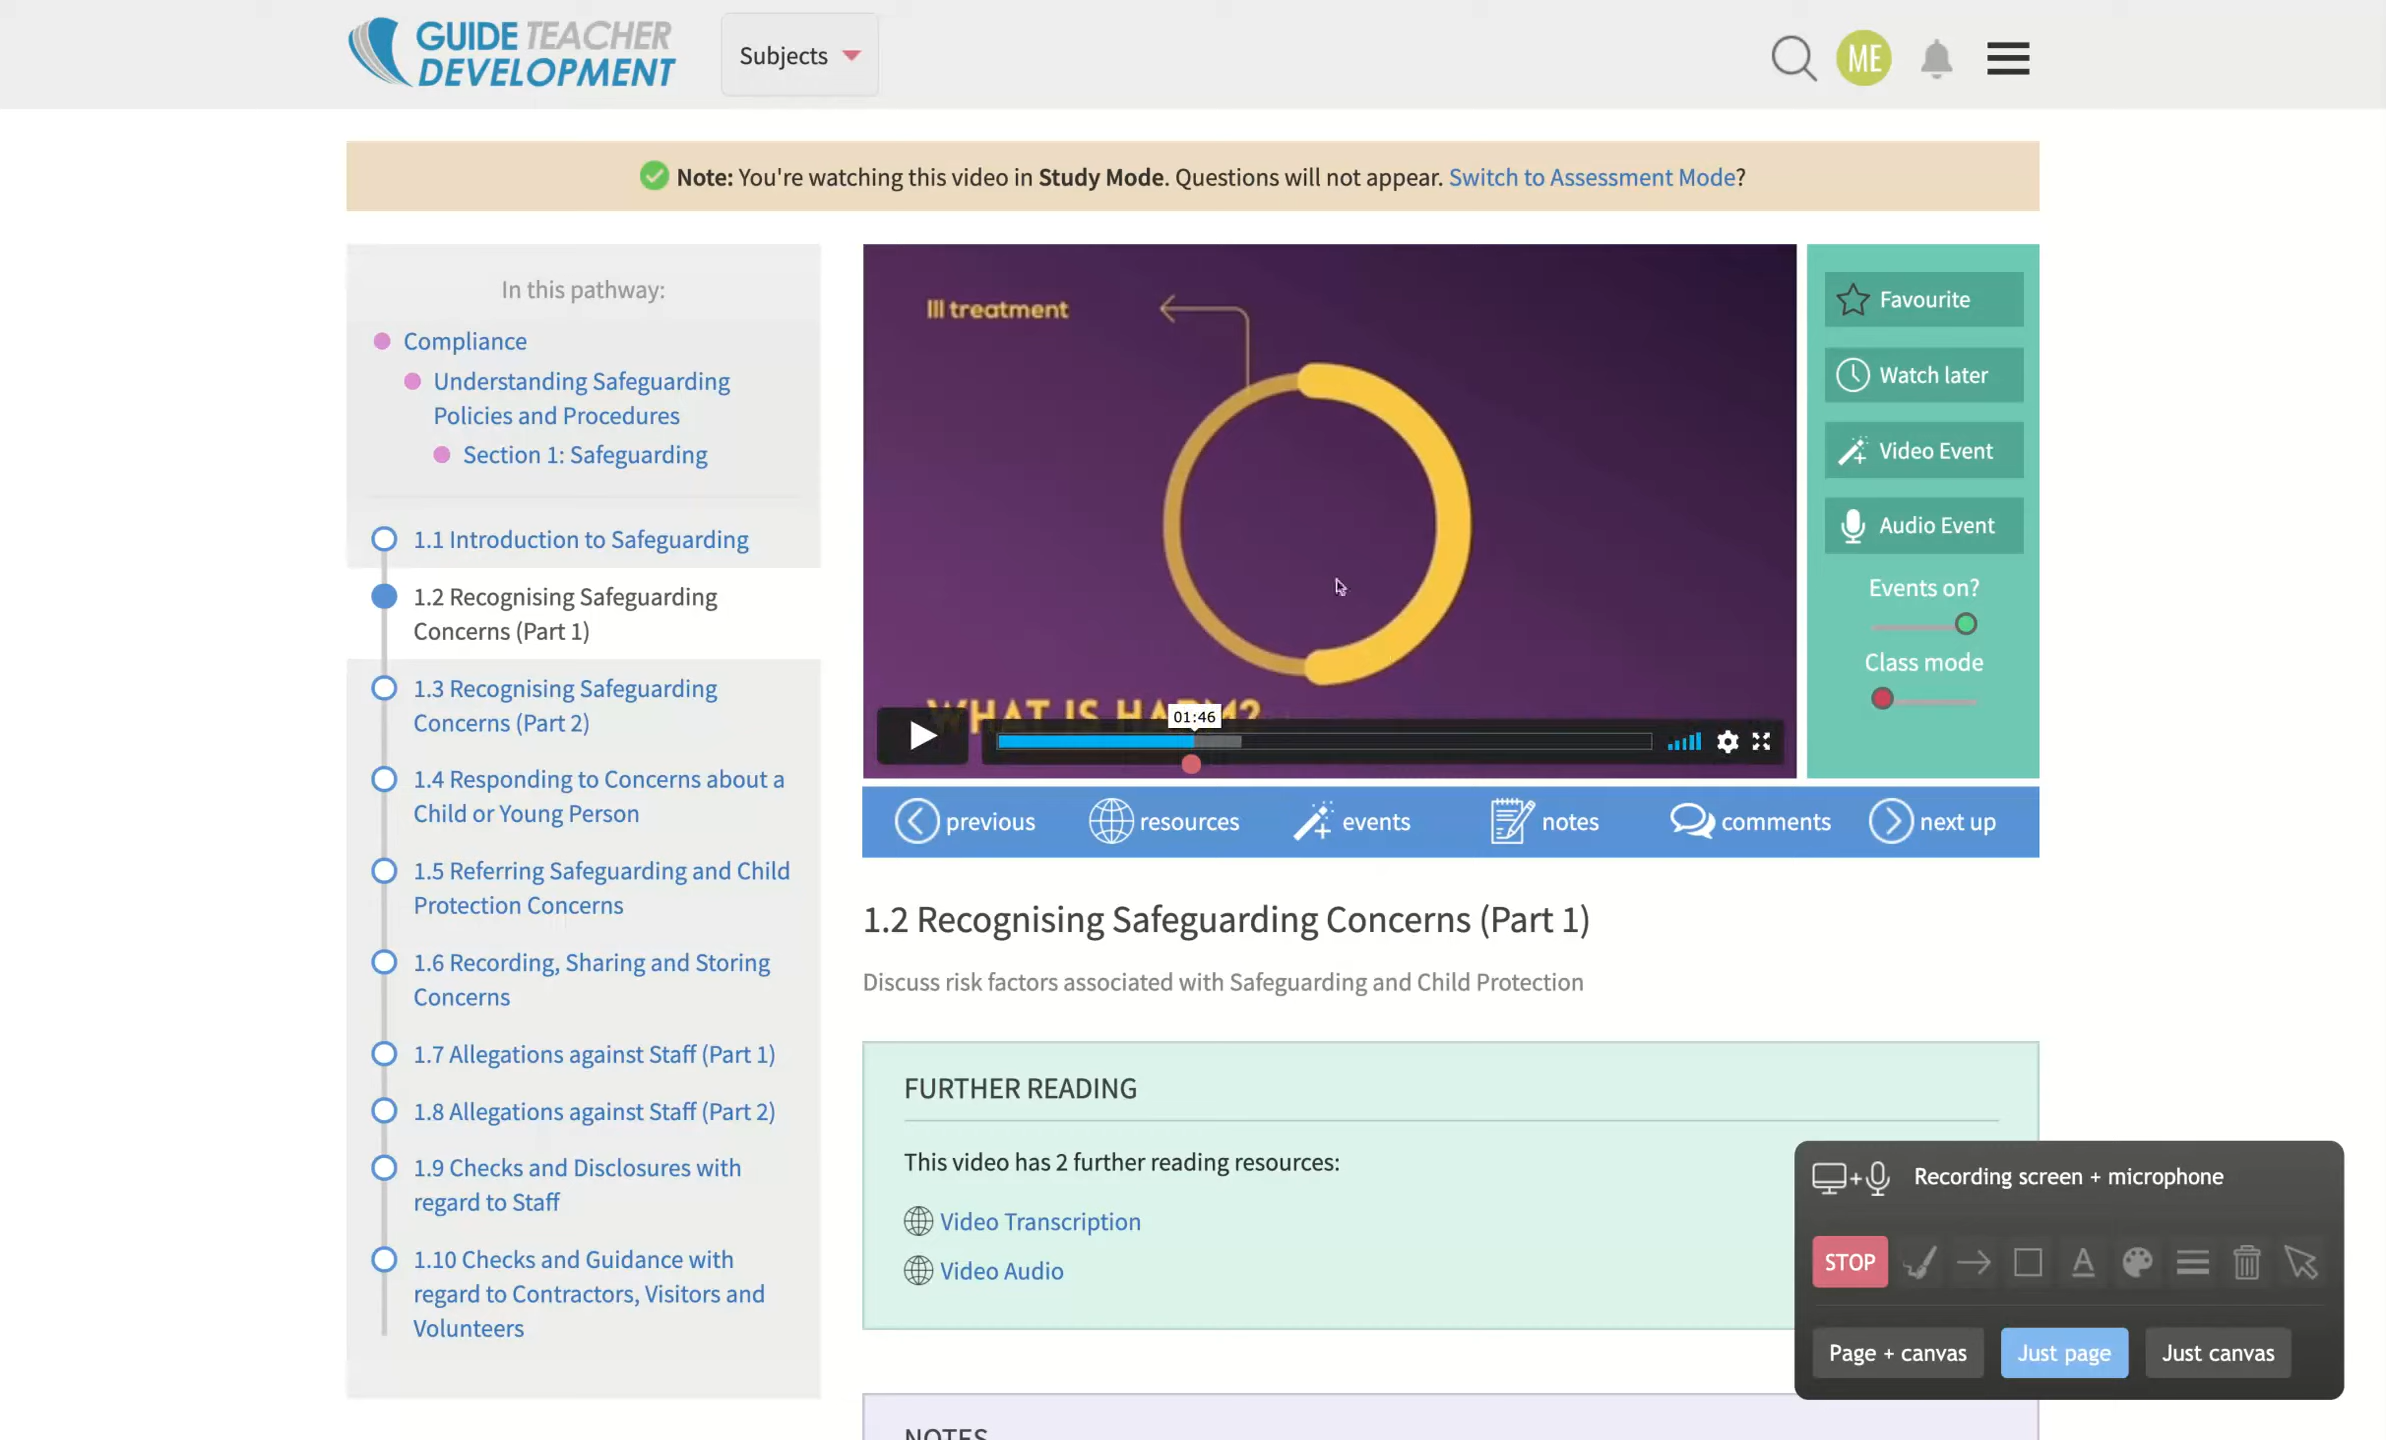 GUIDE TEACHER
DEVELOPMENT
Subjects
ME
Note: You're watching this video in Study Mode. Questions will not appear. Switch to Assessment Mode?
In this pathway:
Compliance
Understanding Safeguarding
Policies and Procedures
Section 1: Safeguarding
1.1 Introduction to Safeguarding
1.2 Recognising Safeguarding
Concerns (Part 1)
1.3 Recognising Safeguarding
Concerns (Part 2)
1.4 Responding to Concerns about a
Child or Young Person
1.5 Referring Safeguarding and Child
Protection Concerns
1.6 Recording, Sharing and Storing
Concerns
1.7 Allegations against Staff (Part 1)
1.8 Allegations against Staff (Part 2)
1.9 Checks and Disclosures with
regard to Staff
1.10 Checks and Guidance with
regard to Contractors, Visitors and
Volunteers
Ill treatment
WHAT IS HARM?
01:46
Favourite
Watch later
Video Event
Audio Event
Events on?
Class mode
previous
resources
events
notes
comments
next up
1.2 Recognising Safeguarding Concerns (Part 1)
Discuss risk factors associated with Safeguarding and Child Protection
FURTHER READING
This video has 2 further reading resources:
Video Transcription
Video Audio
NOTES
Recording screen + microphone
STOP
A
Page + canvas
Just page
Just canvas